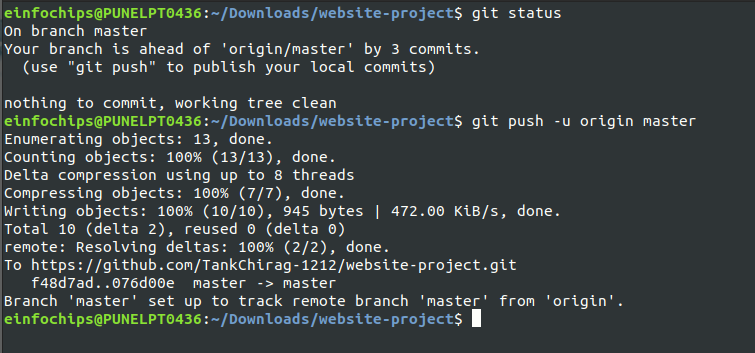 einfochips@PUNELPT0436:~/Downloads/website-project$ git status
On branch master
Your branch is ahead of 'origin/master' by 3 commits.
  (use "git push" to publish your local commits)

nothing to commit, working tree clean
einfochips@PUNELPT0436:~/Downloads/website-project$ git push -u origin master
Enumerating objects: 13, done.
Counting objects: 100% (13/13), done.
Delta compression using up to 8 threads
Compressing objects: 100% (7/7), done.
Writing objects: 100% (10/10), 945 bytes | 472.00 KiB/s, done.
Total 10 (delta 2), reused 0 (delta 0)
remote: Resolving deltas: 100% (2/2), done.
To https://github.com/TankChirag-1212/website-project.git
   f48d7ad..076d00e  master -> master
Branch 'master' set up to track remote branch 'master' from 'origin'.
einfochips@PUNELPT0436:~/Downloads/website-project$